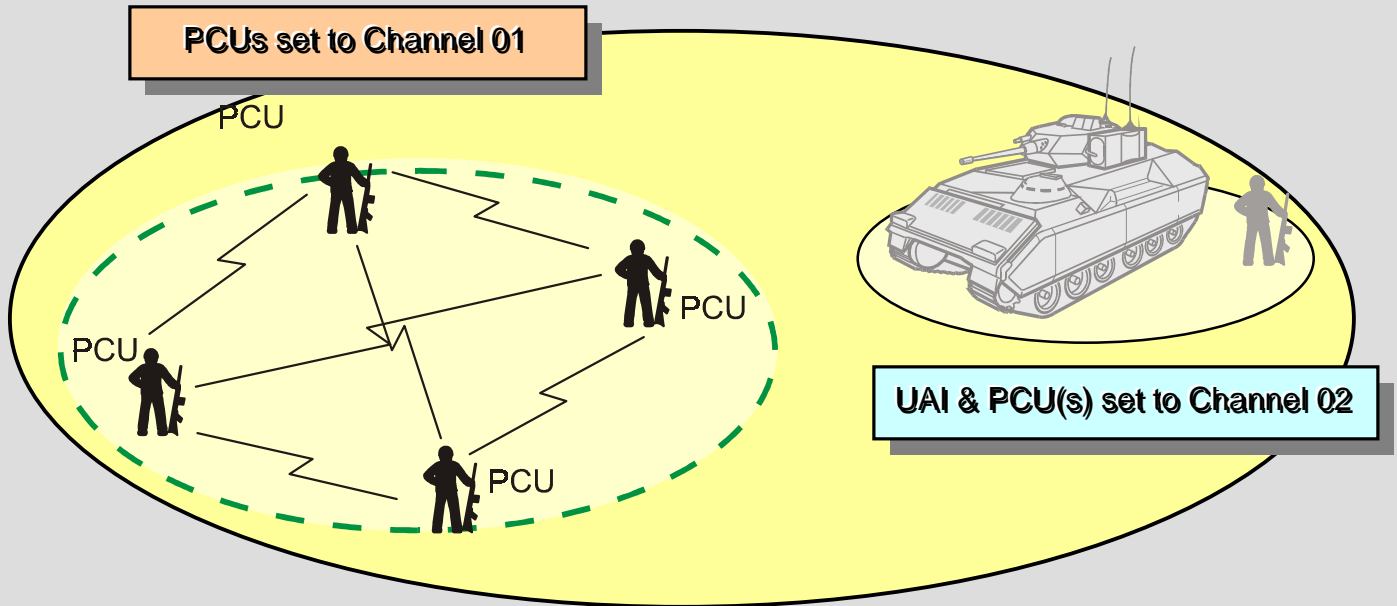 PCUs set to Channel 01
PCU
PCU
PCU
UAI & PCU(s) set to Channel 02
PCU